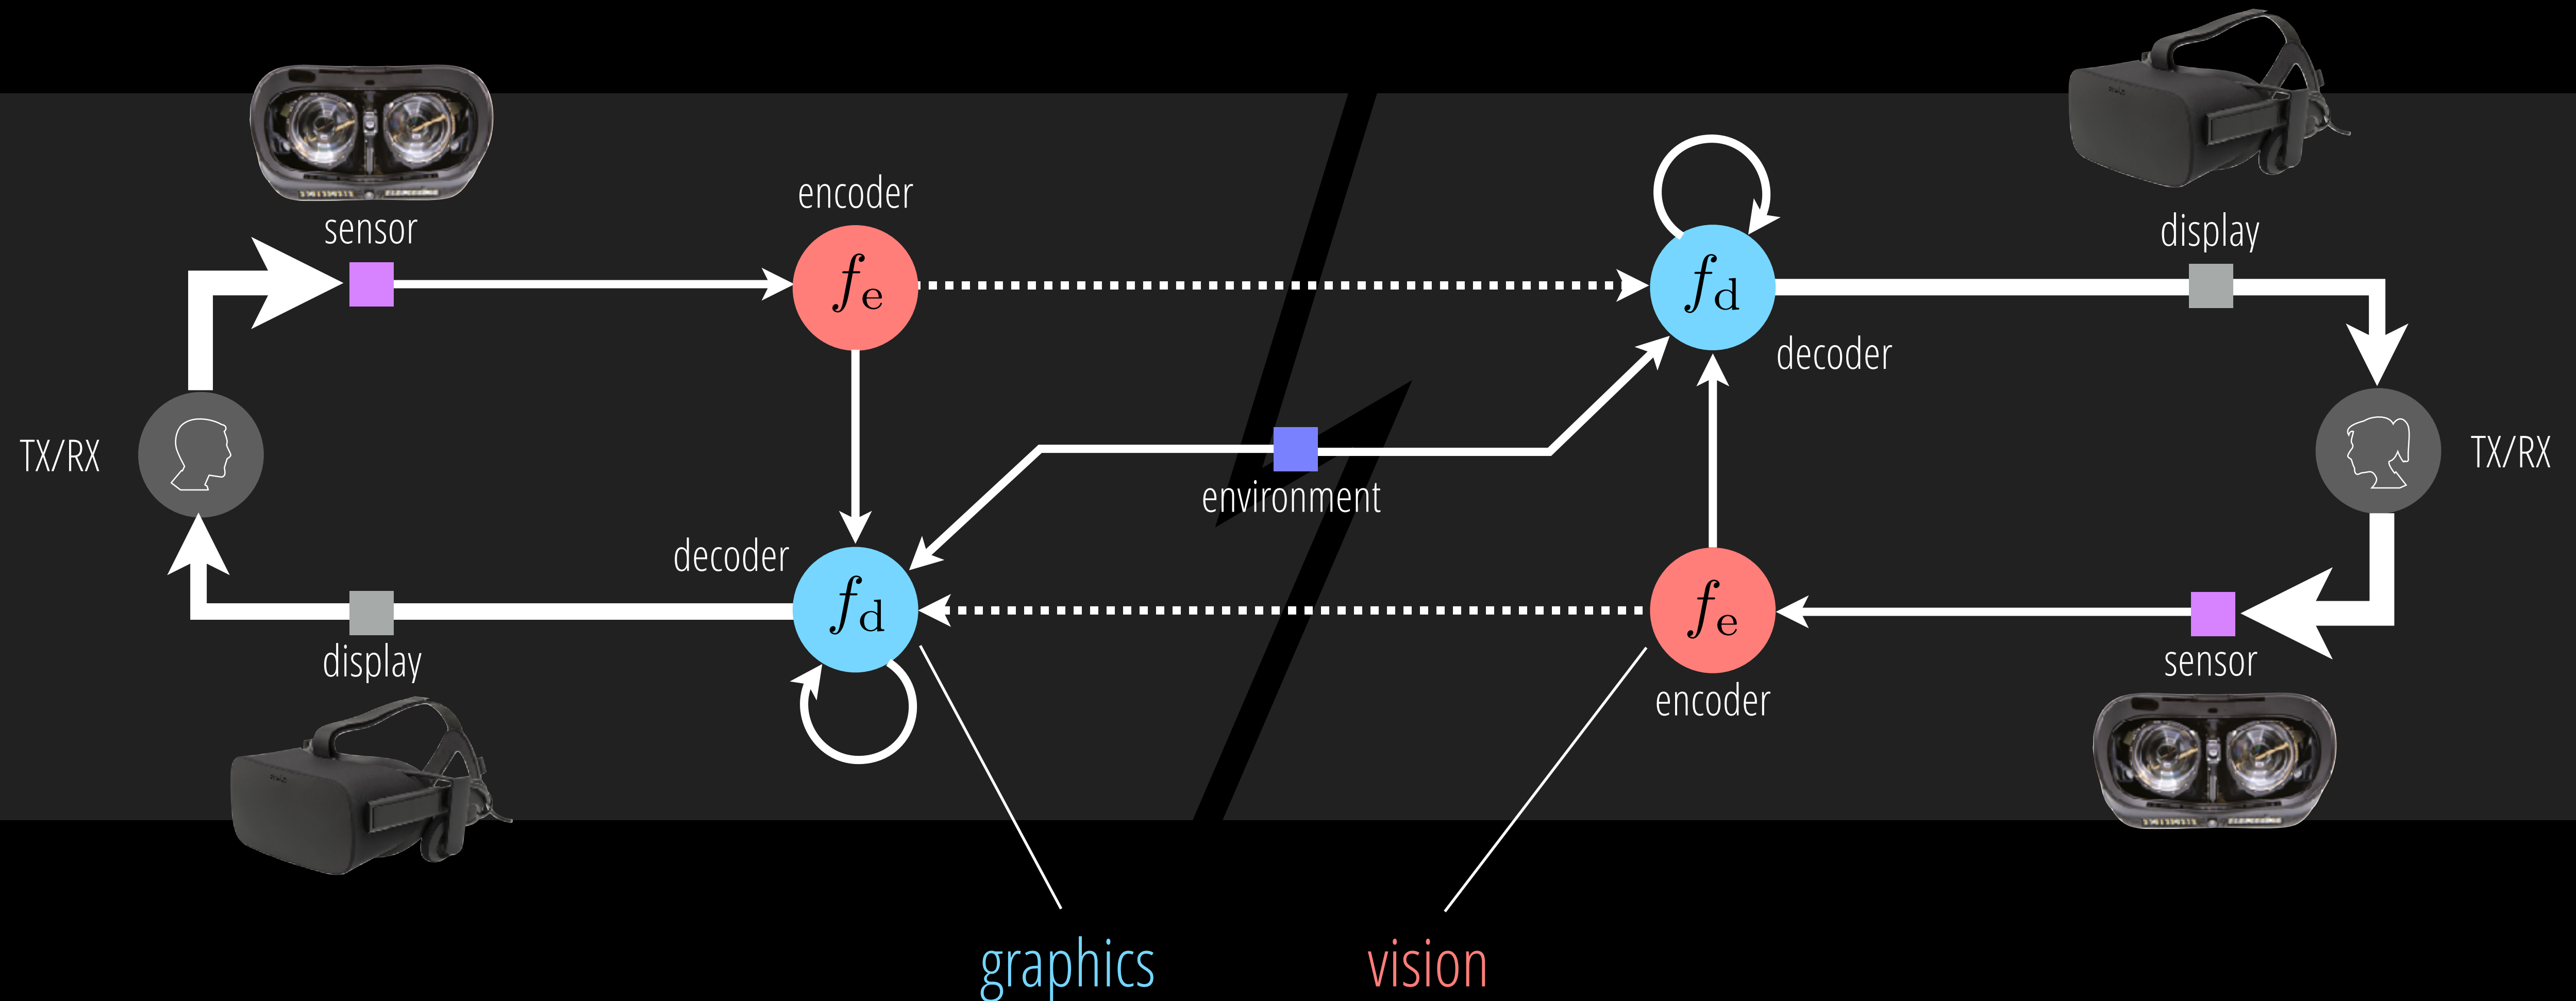 encoder
sensor
display
f_e
f_d
decoder
TX/RX
environment
TX/RX
decoder
f_d
f_e
display
sensor
encoder
graphics
vision